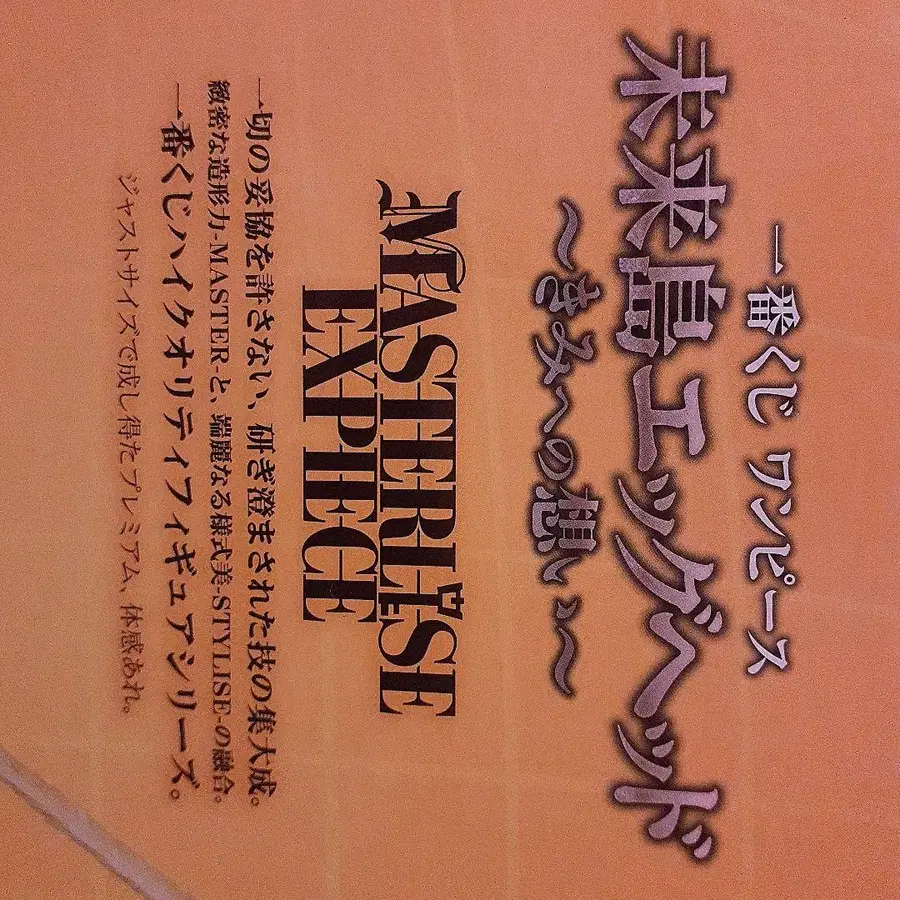 一番くじ ワンピース
未来島エッグヘッド
〜きみへの想い〜
MASTERLISE
EXPIECE
一切の妥協を許さない、研ぎ澄まされた技の集大成。
緻密な造形力-MASTER-と、端麗なる様式美-STYLISE-の融合。
一番くじハイクオリティフィギュアシリーズ。
ジャストサイズで成し得たプレミアム、体感あれ。